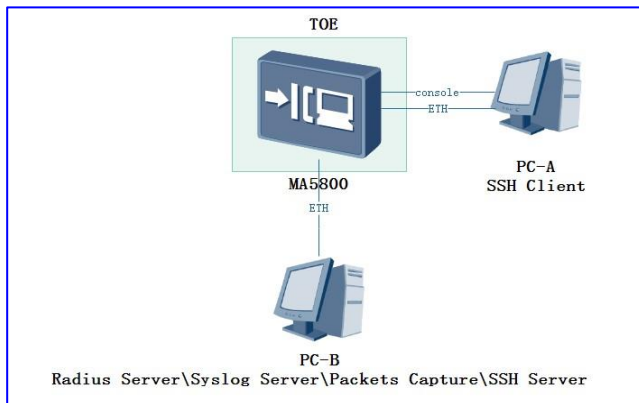 TOE
console
ETH
PC-A
SSH Client
MA5800
ETH
PC-B
Radius Server\Syslog Server\Packets Capture\SSH Server